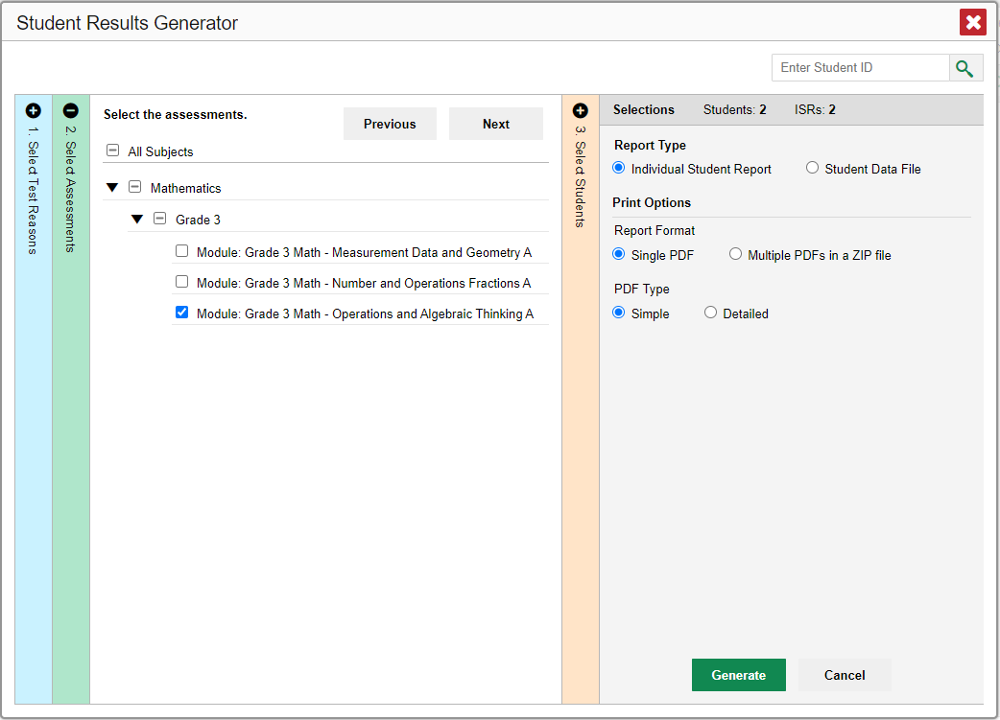 Student Results Generator
Enter Student ID
1. Select Test Reasons
2. Select Assessments
Select the assessments.
Previous
Next
All Subjects
Mathematics
Grade 3
Module: Grade 3 Math - Measurement Data and Geometry A
Module: Grade 3 Math - Number and Operations Fractions A
Module: Grade 3 Math - Operations and Algebraic Thinking A
3. Select Students
Selections Students: 2 ISRs: 2
Report Type
Individual Student Report Student Data File
Print Options
Report Format
Single PDF Multiple PDFs in a ZIP file
PDF Type
Simple Detailed
Generate Cancel